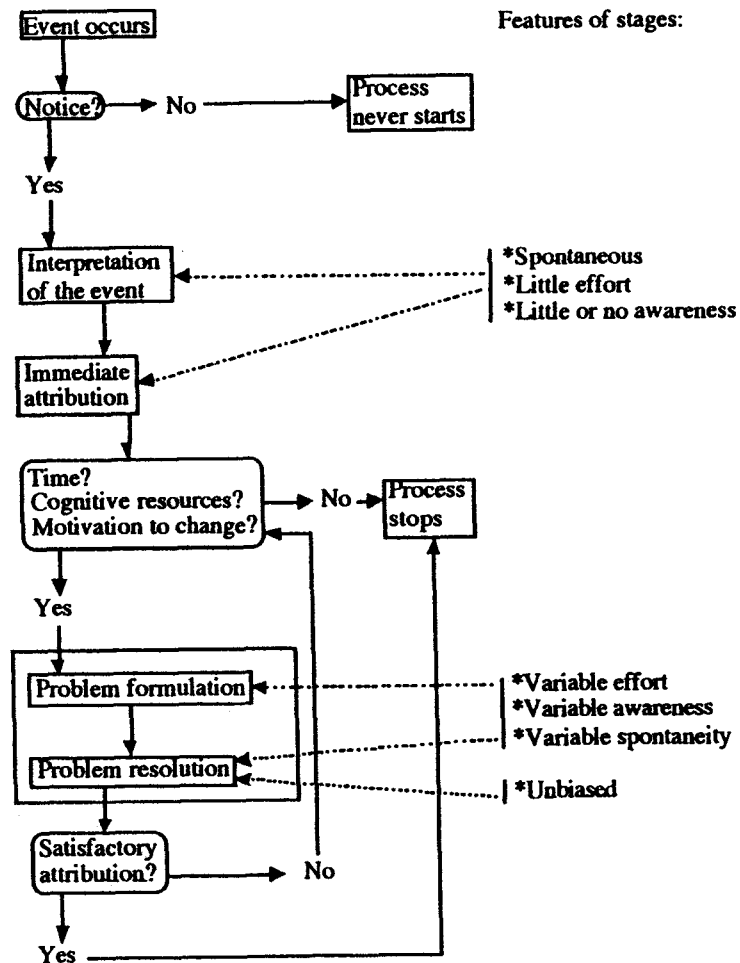 Features of stages:
Event occurs
Notice?
No
Process
never starts
Yes
Interpretation
of the event
*Spontaneous
*Little effort
*Little or no awareness
Immediate
attribution
Time?
Cognitive resources?
Motivation to change?
No
Process
stops
Yes
Problem formulation
*Variable effort
*Variable awareness
*Variable spontaneity
Problem resolution
*Unbiased
Satisfactory
attribution?
No
Yes